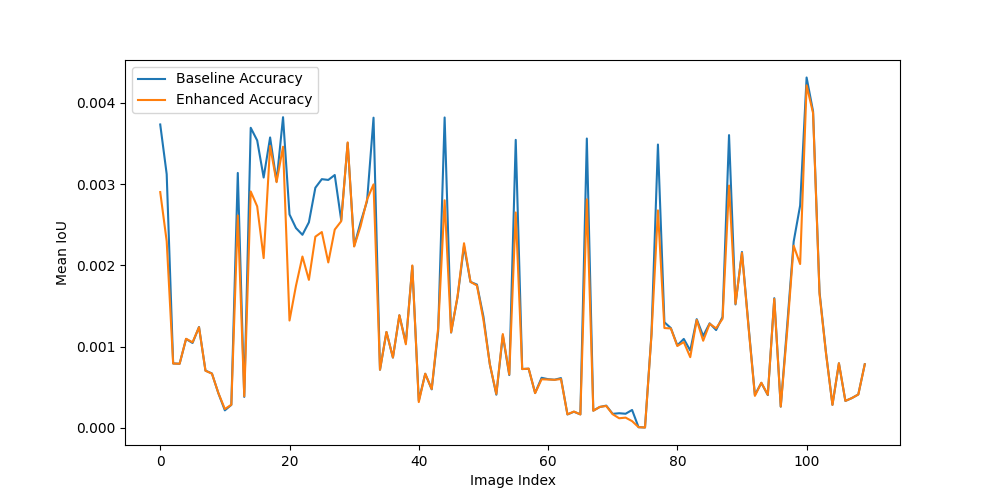 Baseline Accuracy
Enhanced Accuracy
0.004
0.003
0.002
0.001
0.000
Mean IoU
0 20 40 60 80 100
Image Index